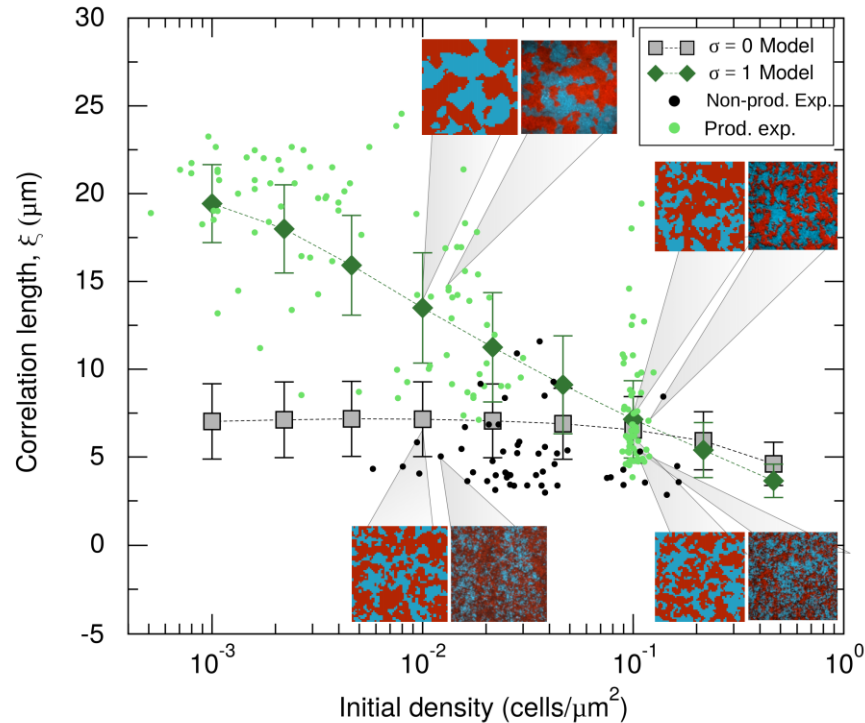 30
25
20
15
10
5
0
-5
Correlation length, ξ (μm)
σ = 0 Model
σ = 1 Model
Non-prod. Exp.
Prod. exp.
10⁻³ 10⁻² 10⁻¹ 10⁰
Initial density (cells/μm²)